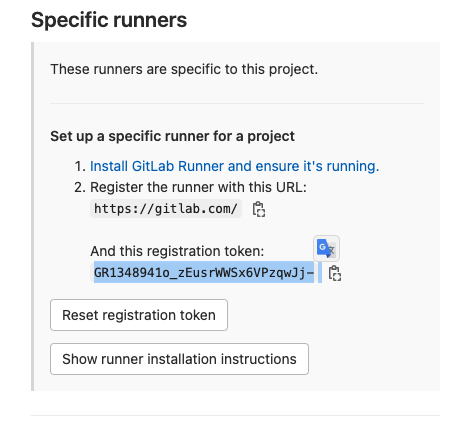 Specific runners
These runners are specific to this project.
Set up a specific runner for a project
1. Install GitLab Runner and ensure it's running.
2. Register the runner with this URL:
https://gitlab.com/
And this registration token:
GR1348941o_zEusrWWSx6VPzqwJj-
Reset registration token
Show runner installation instructions